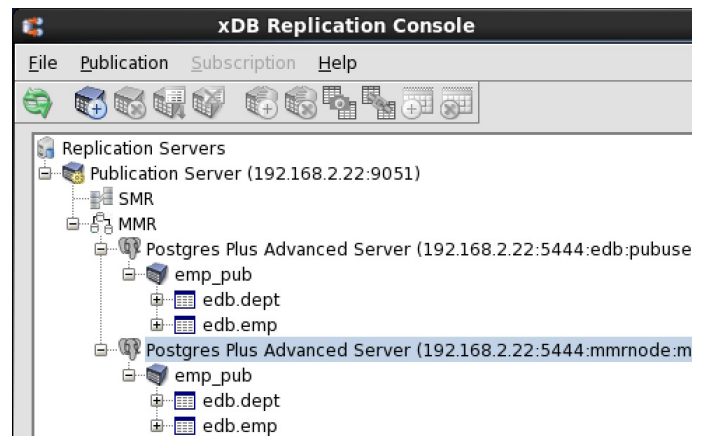 xDB Replication Console
File Publication Subscription Help
Replication Servers
Publication Server (192.168.2.22:9051)
SMR
MMR
Postgres Plus Advanced Server (192.168.2.22:5444:edb:pubuse
emp_pub
edb.dept
edb.emp
Postgres Plus Advanced Server (192.168.2.22:5444:mmrnode:m
emp_pub
edb.dept
edb.emp